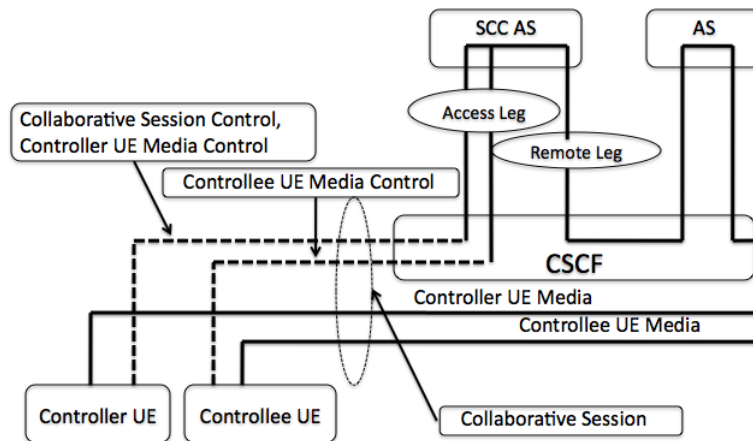 SCC AS
AS
Access Leg
Collaborative Session Control,
Controller UE Media Control
Remote Leg
Controllee UE Media Control
CSCF
Controller UE Media
Controllee UE Media
Controller UE
Controllee UE
Collaborative Session